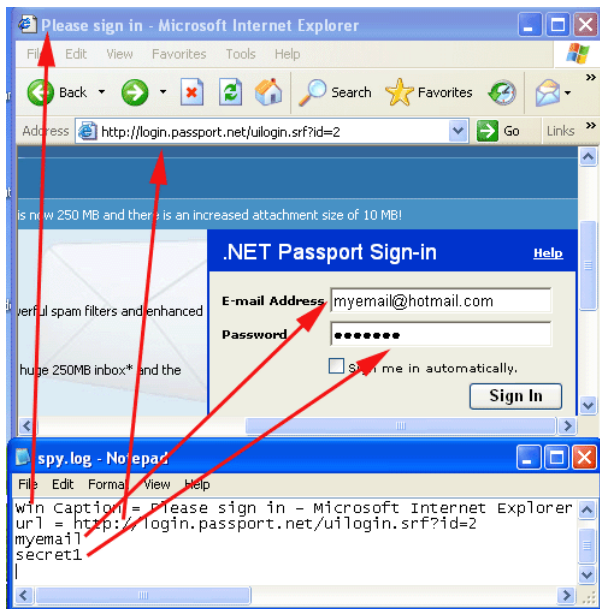 Please sign in - Microsoft Internet Explorer
File Edit View Favorites Tools Help
Back Search Favorites
Address http://login.passport.net/uilogin.srf?id=2 Go Links
is now 250 MB and there is an increased attachment size of 10 MB!
.NET Passport Sign-in Help
E-mail Address myemail@hotmail.com
werful spam filters and enhanced
Password •••••••
huge 250MB inbox* and the
Sign me in automatically.
Sign In
spy.log - Notepad
File Edit Format View Help
Win Caption = Please sign in - Microsoft Internet Explorer
url = http://login.passport.net/uilogin.srf?id=2
myemail
secret1